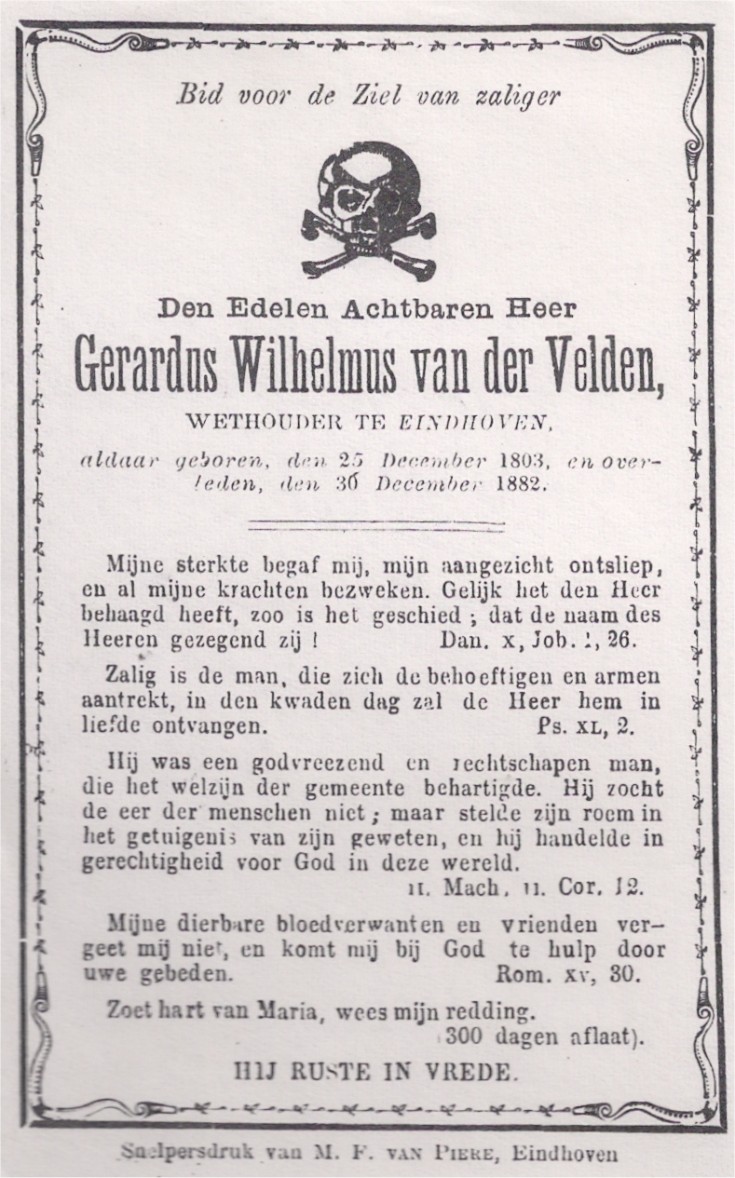 Bid voor de Ziel van zaliger
Den Edelen Achtbaren Heer
Gerardus Wilhelmus van der Velden,
WETHOUDER TE EINDHOVEN,
aldaar geboren, den 25 December 1803, en over-
leden, den 30 December 1882.
Mijne sterkte begaf mij, mijn aangezicht ontsliep,
en al mijne krachten bezweken. Gelijk het den Heer
behaagd heeft, zoo is het geschied ; dat de naam des
Heeren gezegend zij ! Dan. X, Job. 1, 26.
Zalig is de man, die zich de behoeftigen en armen
aantrekt, in den kwaden dag zal de Heer hem in
liefde ontvangen. Ps. XL, 2.
Hij was een godvreezend en rechtschapen man,
die het welzijn der gemeente behartigde. Hij zocht
de eer der menschen niet ; maar stelde zijn roem in
het getuigenis van zijn geweten, en hij handelde in
gerechtigheid voor God in deze wereld.
II. Mach. II. Cor. 12.
Mijne dierbare bloedverwanten en vrienden ver-
geet mij niet, en komt mij bij God te hulp door
uwe gebeden. Rom. XV, 30.
Zoet hart van Maria, wees mijn redding.
300 dagen aflaat).
HIJ RUSTE IN VREDE.
Snelpersdruk van M. F. VAN PIERE, Eindhoven